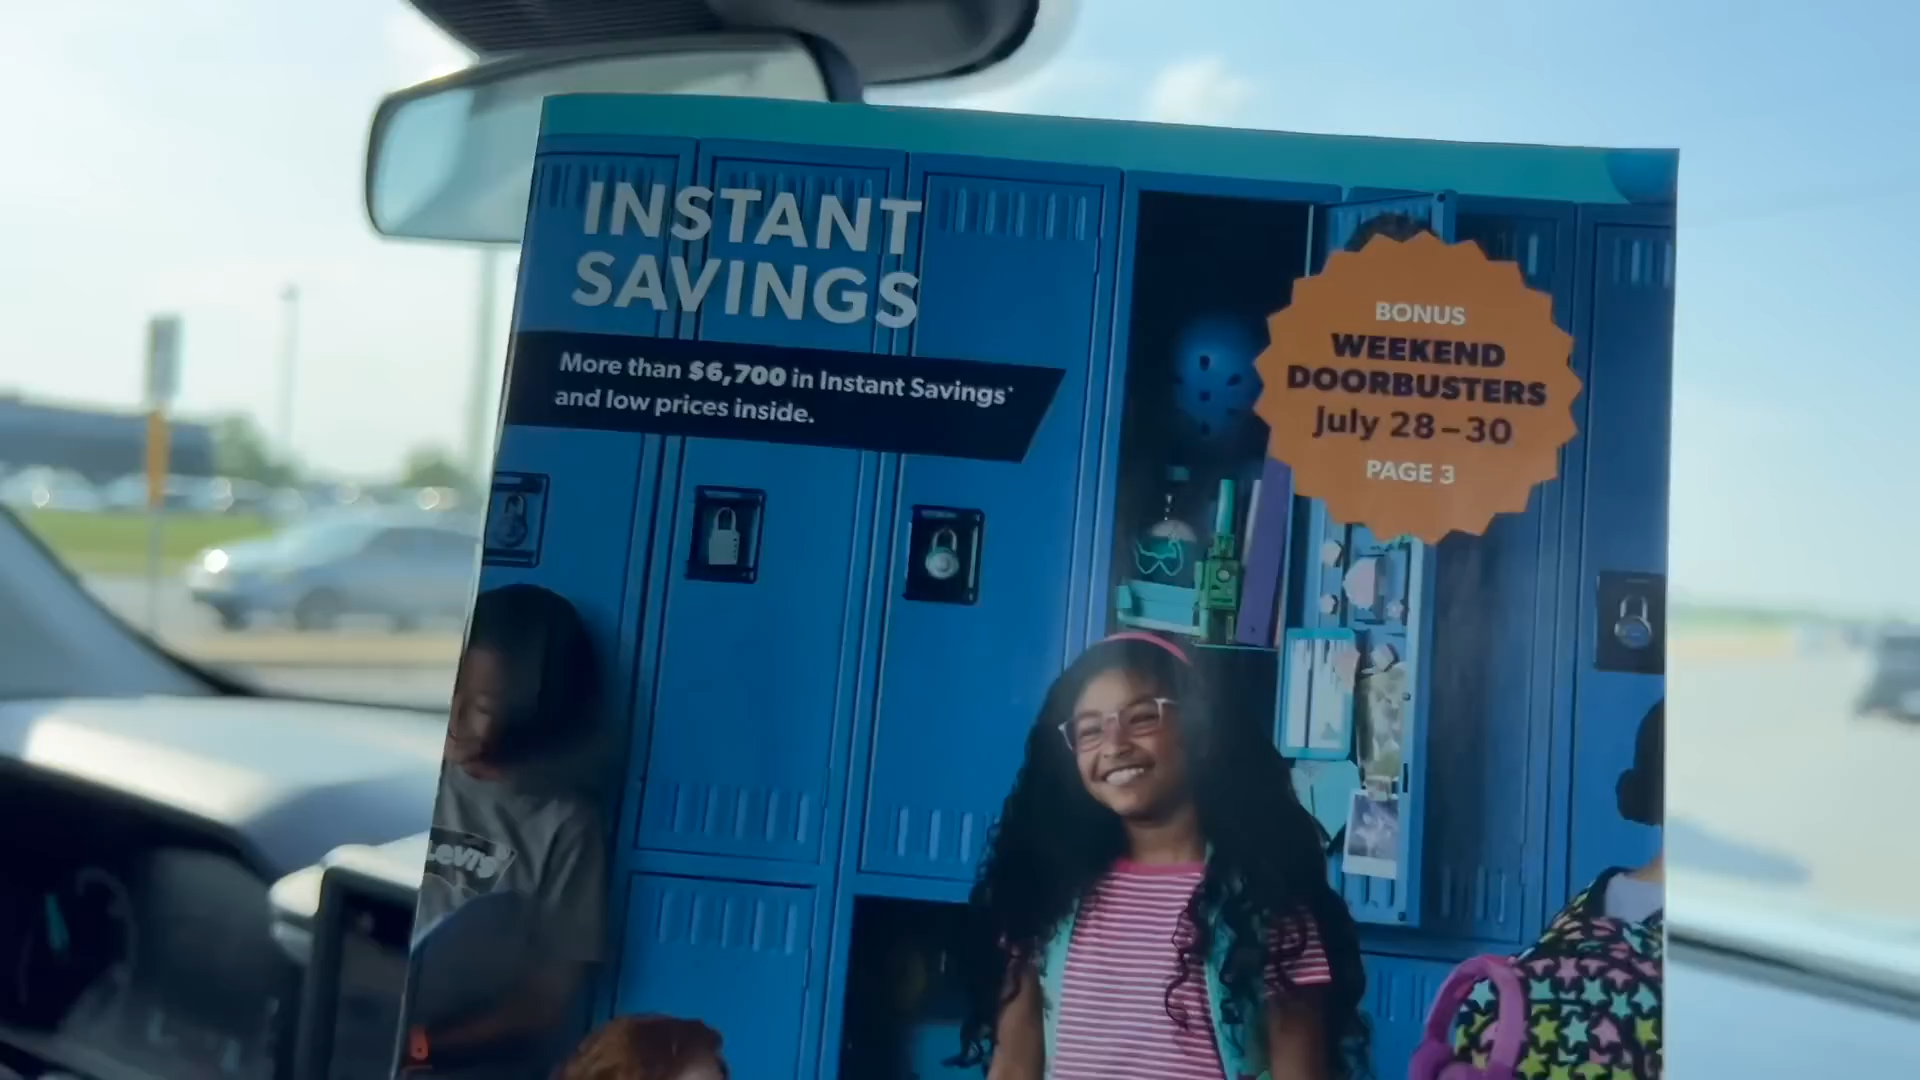 INSTANT
SAVINGS
More than $6,700 in Instant Savings*
and low prices inside.
BONUS
WEEKEND
DOORBUSTERS
July 28–30
PAGE 3
Levi's